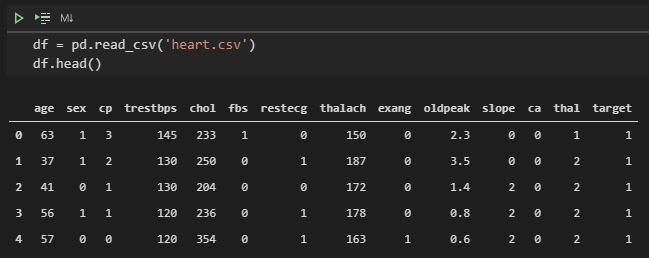 M↓
df = pd.read_csv('heart.csv')
df.head()
age sex cp trestbps chol fbs restecg thalach exang oldpeak slope ca thal target
0 63 1 3 145 233 1 0 150 0 2.3 0 0 1 1
1 37 1 2 130 250 0 1 187 0 3.5 0 0 2 1
2 41 0 1 130 204 0 0 172 0 1.4 2 0 2 1
3 56 1 1 120 236 0 1 178 0 0.8 2 0 2 1
4 57 0 0 120 354 0 1 163 1 0.6 2 0 2 1